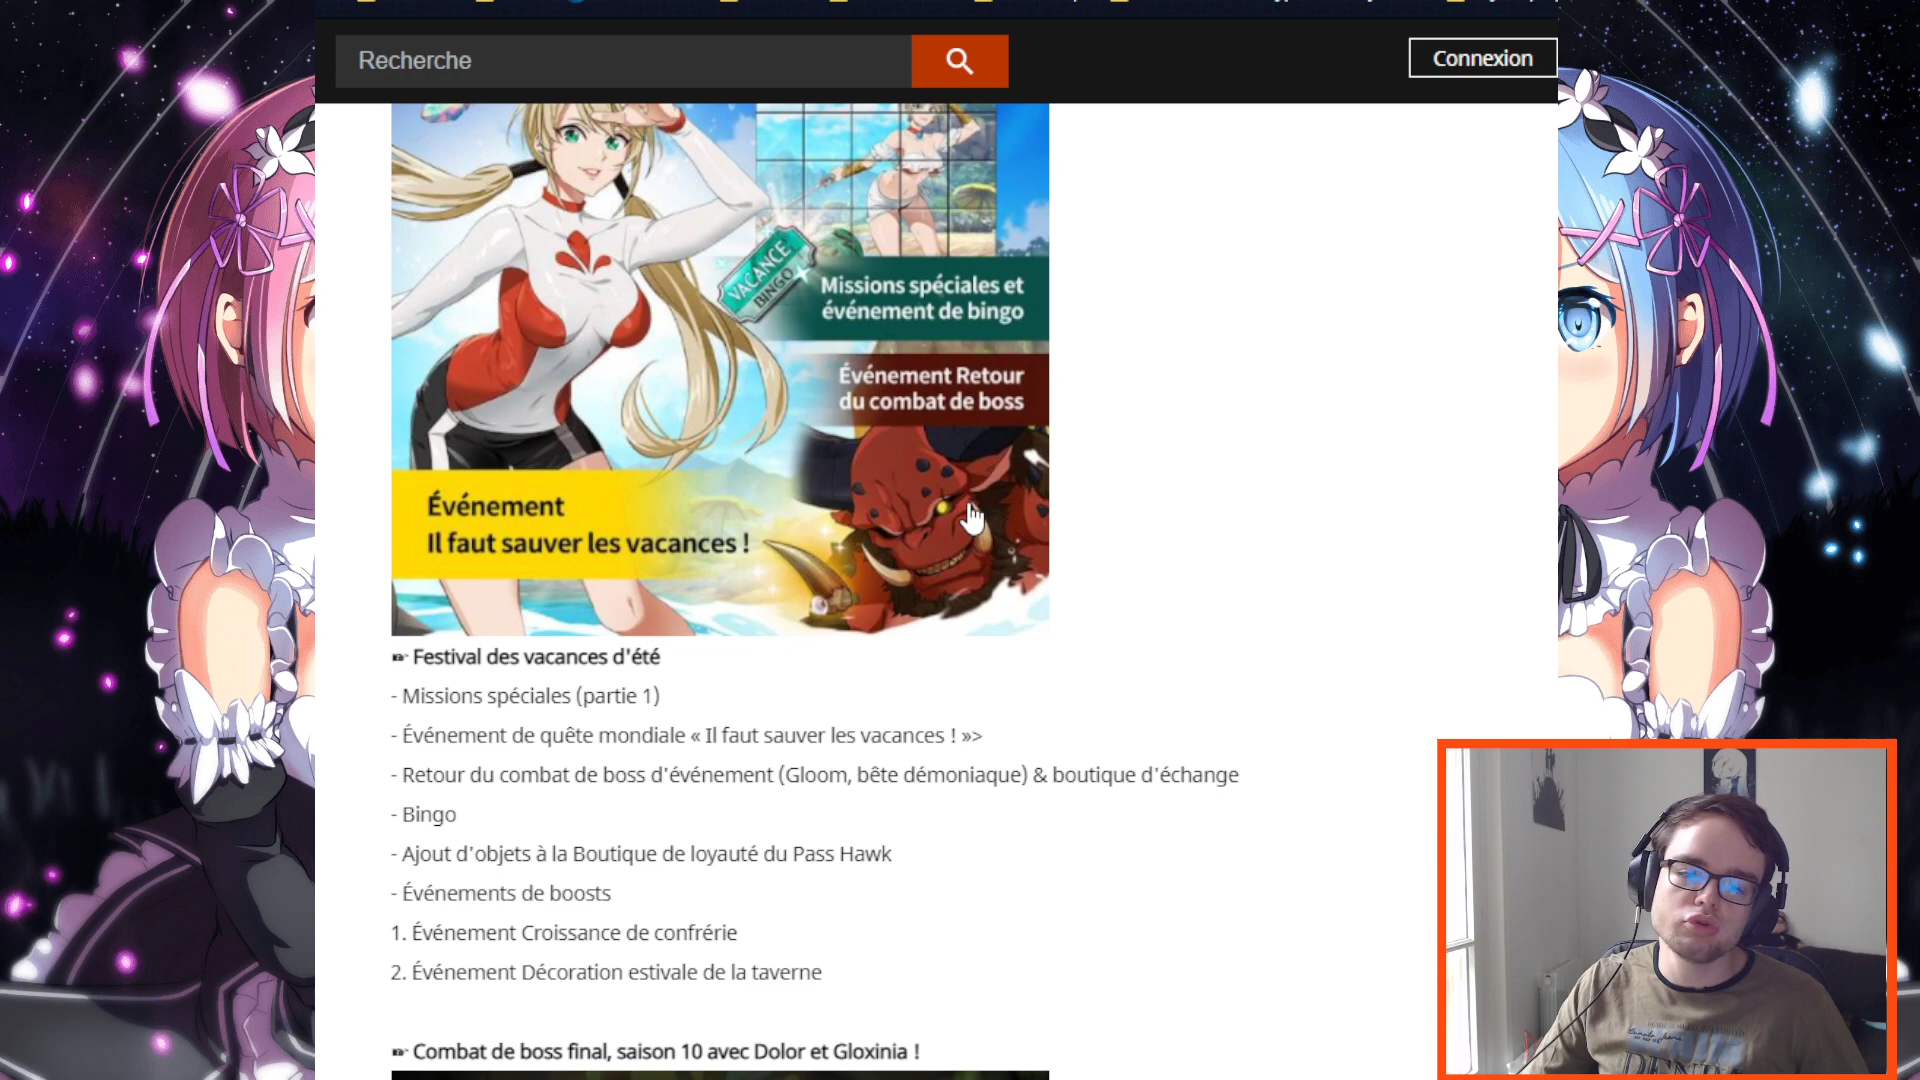 Recherche
Connexion
VACANCE
BINGO
Missions spéciales et
événement de bingo
Événement Retour
du combat de boss
Événement
Il faut sauver les vacances !
Festival des vacances d'été
- Missions spéciales (partie 1)
- Événement de quête mondiale « Il faut sauver les vacances ! »>
- Retour du combat de boss d'événement (Gloom, bête démoniaque) & boutique d'échange
- Bingo
- Ajout d'objets à la Boutique de loyauté du Pass Hawk
- Événements de boosts
1. Événement Croissance de confrérie
2. Événement Décoration estivale de la taverne
Combat de boss final, saison 10 avec Dolor et Gloxinia !